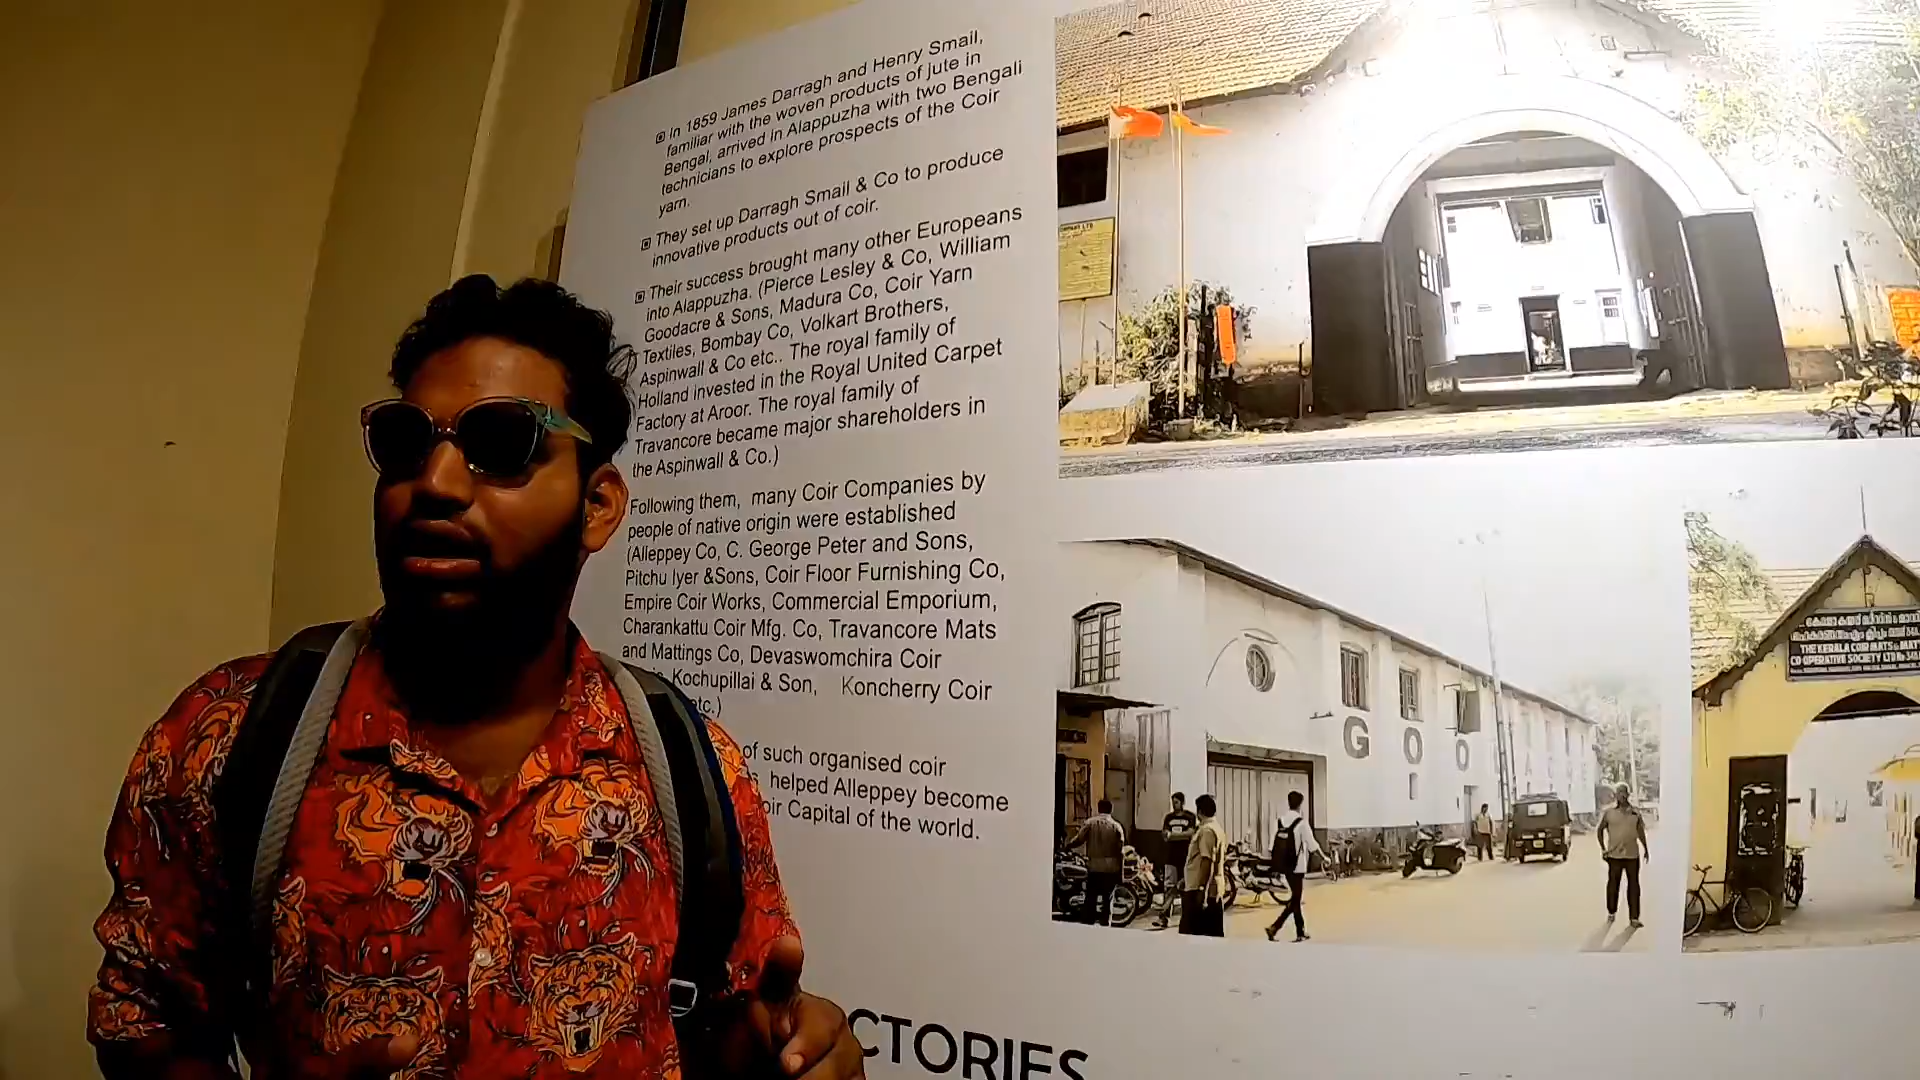 In 1859 James Darragh and Henry Smail,
familiar with the woven products of jute in
Bengal, arrived in Alappuzha with two Bengali
technicians to explore prospects of the Coir
yarn.
They set up Darragh Smail & Co to produce
innovative products out of coir.
Their success brought many other Europeans
into Alappuzha. (Pierce Lesley & Co, William
Goodacre & Sons, Madura Co, Coir Yarn
Textiles, Bombay Co, Volkart Brothers,
Aspinwall & Co etc.. The royal family of
Holland invested in the Royal United Carpet
Factory at Aroor. The royal family of
Travancore became major shareholders in
the Aspinwall & Co.)
Following them, many Coir Companies by
people of native origin were established
(Alleppey Co, C. George Peter and Sons,
Pitchu Iyer &Sons, Coir Floor Furnishing Co,
Empire Coir Works, Commercial Emporium,
Charankattu Coir Mfg. Co, Travancore Mats
and Mattings Co, Devaswomchira Coir
Kochupillai & Son, Koncherry Coir
etc.)
of such organised coir
helped Alleppey become
Capital of the world.
CTORIES
GOO
THE KERALA COIR MATS & MAT
CO-OPERATIVE SOCIETY LTD